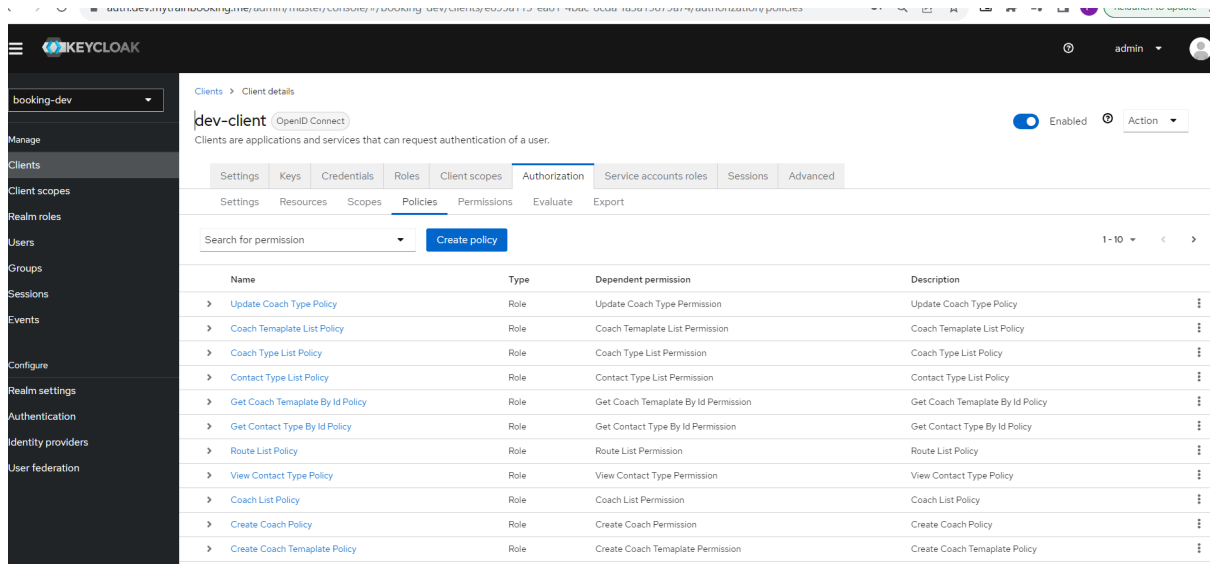 KEYCLOAK
admin
booking-dev
Manage
Clients
Client scopes
Realm roles
Users
Groups
Sessions
Events
Configure
Realm settings
Authentication
Identity providers
User federation
Clients > Client details
dev-client OpenID Connect
Enabled Action
Clients are applications and services that can request authentication of a user.
Settings Keys Credentials Roles Client scopes Authorization Service accounts roles Sessions Advanced
Settings Resources Scopes Policies Permissions Evaluate Export
Search for permission Create policy 1 - 10
Name Type Dependent permission Description
Update Coach Type Policy Role Update Coach Type Permission Update Coach Type Policy
Coach Temaplate List Policy Role Coach Temaplate List Permission Coach Temaplate List Policy
Coach Type List Policy Role Coach Type List Permission Coach Type List Policy
Contact Type List Policy Role Contact Type List Permission Contact Type List Policy
Get Coach Temaplate By Id Policy Role Get Coach Temaplate By Id Permission Get Coach Temaplate By Id Policy
Get Contact Type By Id Policy Role Get Contact Type By Id Permission Get Contact Type By Id Policy
Route List Policy Role Route List Permission Route List Policy
View Contact Type Policy Role View Contact Type Permission View Contact Type Policy
Coach List Policy Role Coach List Permission Coach List Policy
Create Coach Policy Role Create Coach Permission Create Coach Policy
Create Coach Temaplate Policy Role Create Coach Temaplate Permission Create Coach Temaplate Policy